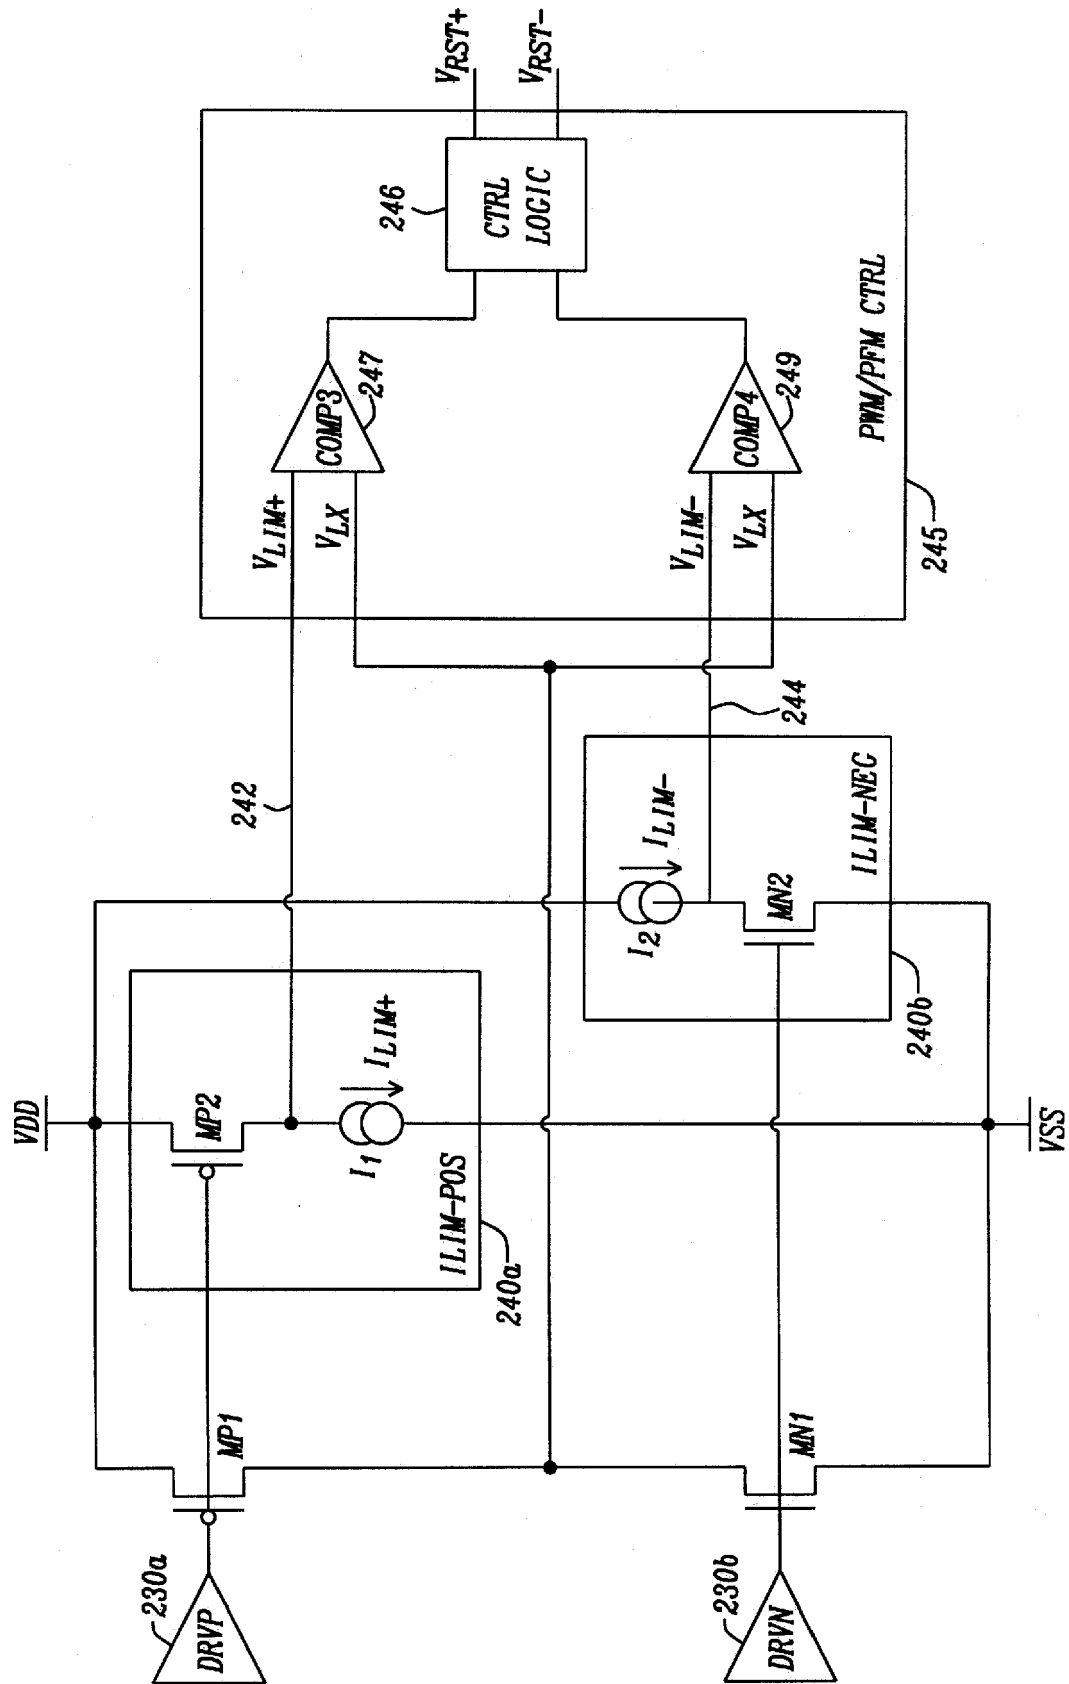 VDD
MP1
MP2
DRVP
230a
I1
ILIM+
ILIM-POS
240a
242
VLIM+
VLX
COMP3
247
246
CTRL
LOGIC
VRST+
VRST-
DRVN
230b
MN1
MN2
I2
ILIM-
ILIM-NEG
240b
244
VLIM-
VLX
COMP4
249
PWM/PFM CTRL
245
VSS